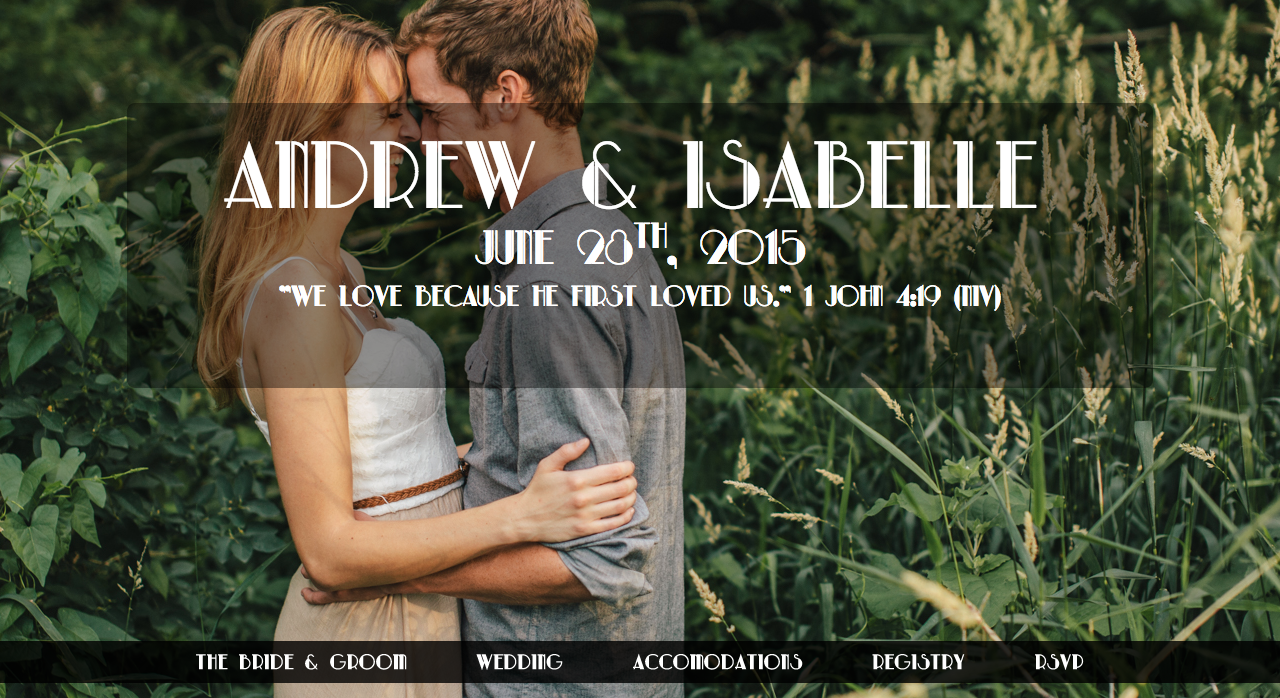 ANDREW & ISABELLE
JUNE 28TH, 2015
"WE LOVE BECAUSE HE FIRST LOVED US." 1 JOHN 4:19 (NIV)
THE BRIDE & GROOM WEDDING ACCOMODATIONS REGISTRY RSVP